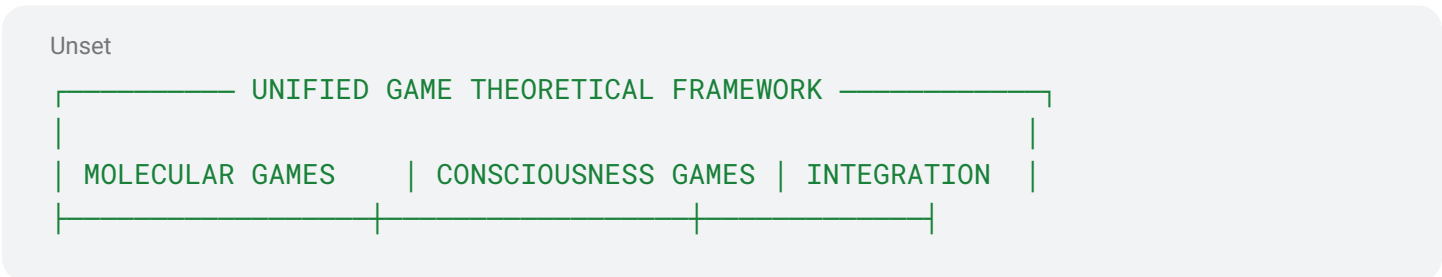 Unset
UNIFIED GAME THEORETICAL FRAMEWORK
MOLECULAR GAMES | CONSCIOUSNESS GAMES | INTEGRATION